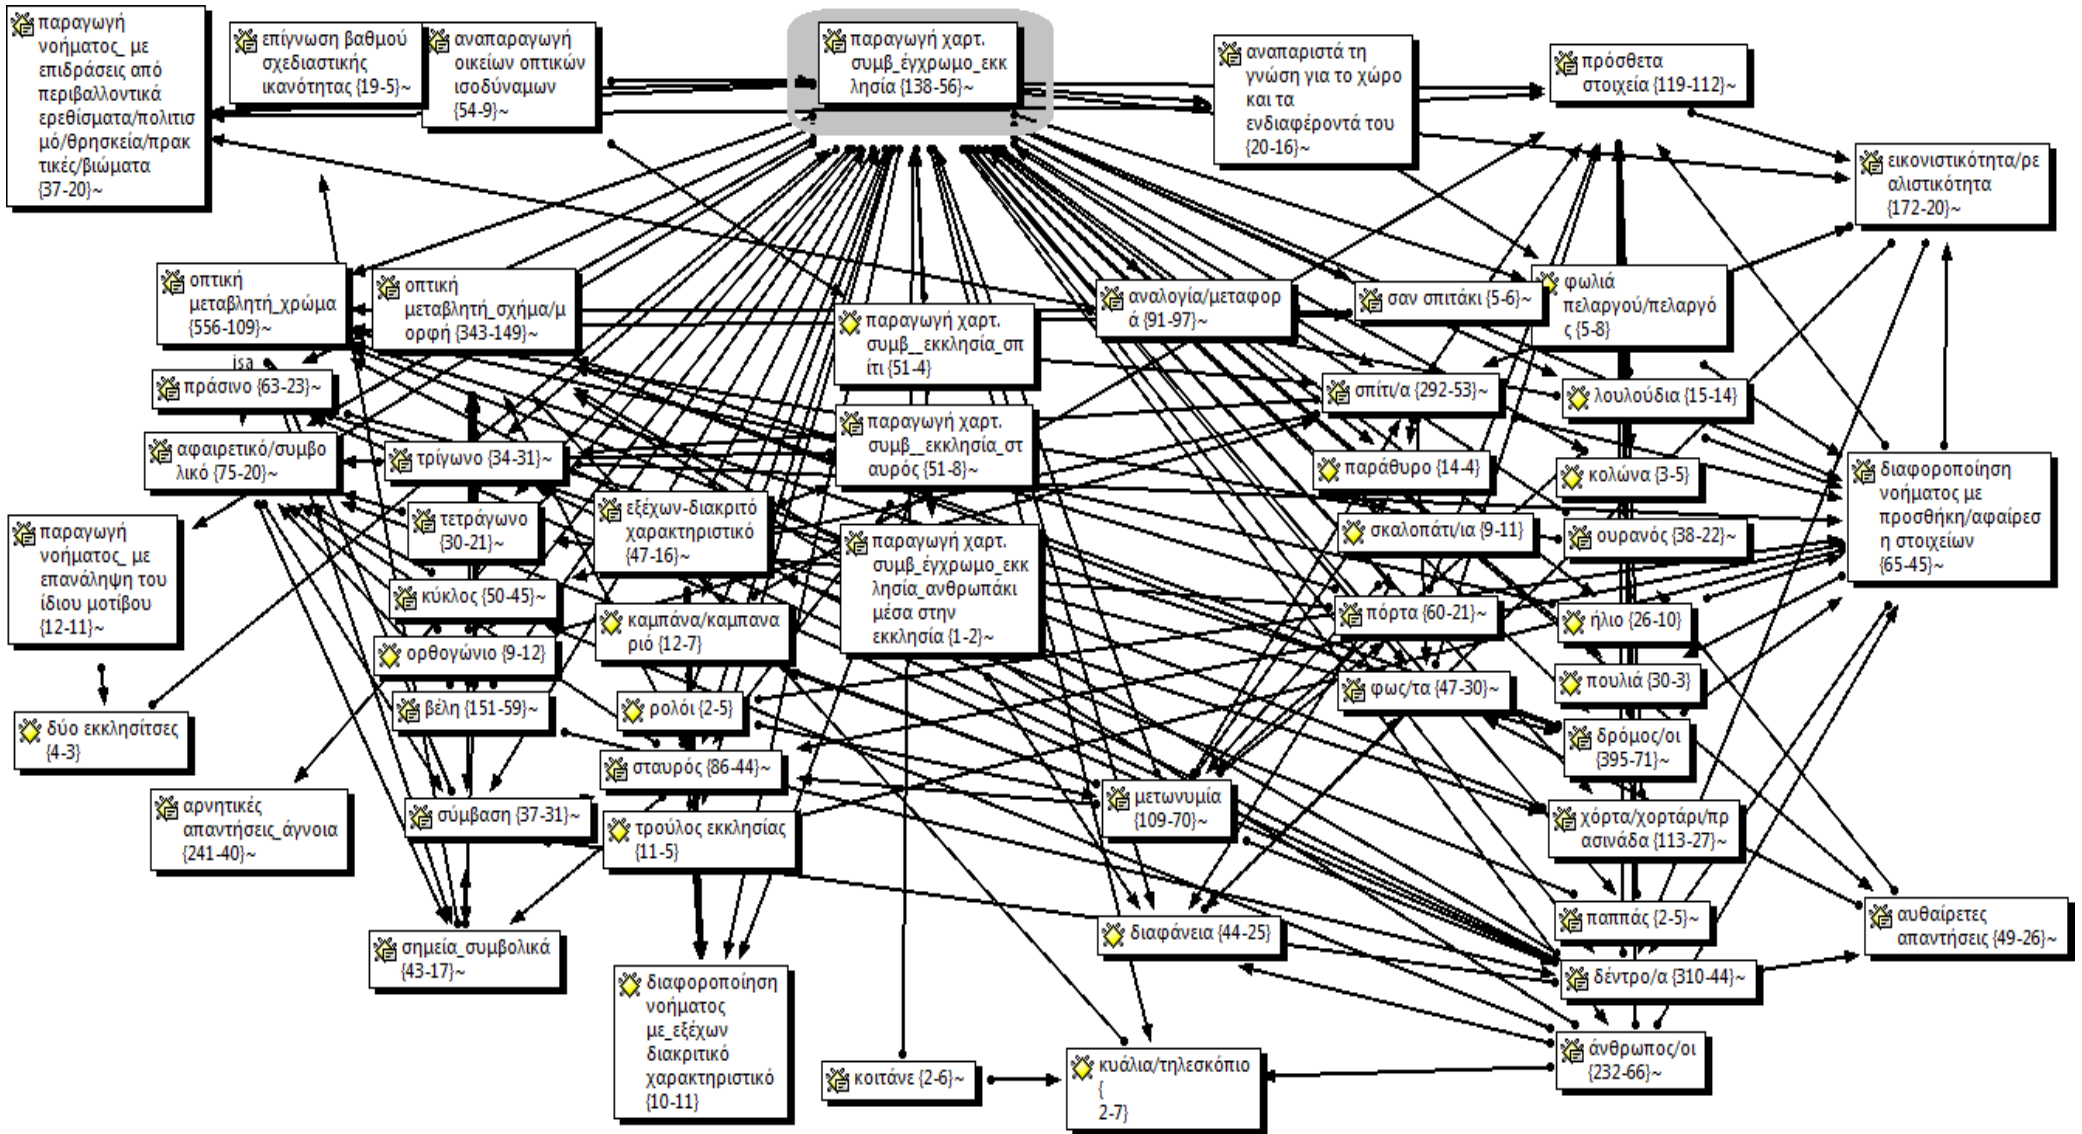 παραγωγή
νοήματος_ με
επιδράσεις από
περιβαλλοντικά
ερεθίσματα/πολιτισ
μό/θρησκεία/πρακ
τικές/βιώματα
{37-20}~
επίγνωση βαθμού
σχεδιαστικής
ικανότητας {19-5}~
αναπαραγωγή
οικείων οπτικών
ισοδύναμων
{54-9}~
παραγωγή χαρτ.
συμβ_έγχρωμο_εκκ
λησία {138-56}~
αναπαριστά τη
γνώση για το χώρο
και τα
ενδιαφέροντά του
{20-16}~
πρόσθετα
στοιχεία {119-112}~
εικονιστικότητα/ρε
αλιστικότητα
{172-20}~
οπτική
μεταβλητή_χρώμα
{556-109}~
οπτική
μεταβλητή_σχήμα/μ
ορφή {343-149}~
παραγωγή χαρτ.
συμβ__εκκλησία_σπ
ίτι {51-4}
αναλογία/μεταφορ
ά {91-97}~
σαν σπιτάκι {5-6}~
φωλιά
πελαργού/πελαργό
ς {5-8}
isa
πράσινο {63-23}~
σπίτι/α {292-53}~
λουλούδια {15-14}
αφαιρετικό/συμβο
λικό {75-20}~
τρίγωνο {34-31}~
παραγωγή χαρτ.
συμβ__εκκλησία_στ
αυρός {51-8}~
παράθυρο {14-4}
κολώνα {3-5}
διαφοροποίηση
νοήματος με
προσθήκη/αφαίρεσ
η στοιχείων
{65-45}~
παραγωγή
νοήματος_ με
επανάληψη του
ίδιου μοτίβου
{12-11}~
τετράγωνο
{30-21}~
εξέχων-διακριτό
χαρακτηριστικό
{47-16}~
παραγωγή χαρτ.
συμβ_έγχρωμο_εκκ
λησία_ανθρωπάκι
μέσα στην
εκκλησία {1-2}~
σκαλοπάτι/ια {9-11}
ουρανός {38-22}~
κύκλος {50-45}~
καμπάνα/καμπανα
ριό {12-7}
πόρτα {60-21}~
ήλιο {26-10}
ορθογώνιο {9-12}
φως/τα {47-30}~
πουλιά {30-3}
δύο εκκλησίτσες
{4-3}
βέλη {151-59}~
ρολόι {2-5}
δρόμος/οι
{395-71}~
σταυρός {86-44}~
αρνητικές
απαντήσεις_άγνοια
{241-40}~
σύμβαση {37-31}~
τρούλος εκκλησίας
{11-5}
μετωνυμία
{109-70}~
χόρτα/χορτάρι/πρ
ασινάδα {113-27}~
σημεία_συμβολικά
{43-17}~
διαφάνεια {44-25}
παππάς {2-5}~
αυθαίρετες
απαντήσεις {49-26}~
διαφοροποίηση
νοήματος
με_εξέχων
διακριτικό
χαρακτηριστικό
{10-11}
δέντρο/α {310-44}~
κοιτάνε {2-6}~
κυάλια/τηλεσκόπιο
{
2-7}
άνθρωπος/οι
{232-66}~